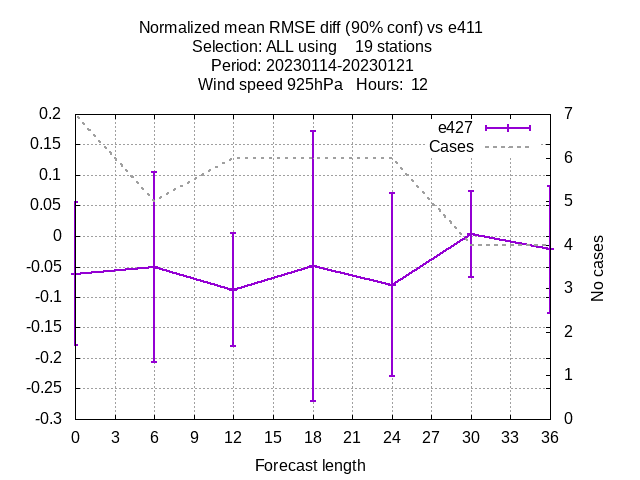 Normalized mean RMSE diff (90% conf) vs e411
Selection: ALL using    19 stations
Period: 20230114-20230121
Wind speed 925hPa   Hours:  12
0.2
0.15
0.1
0.05
0
-0.05
-0.1
-0.15
-0.2
-0.25
-0.3
e427
Cases
7
6
5
4
3
2
1
0
No cases
0 3 6 9 12 15 18 21 24 27 30 33 36
Forecast length